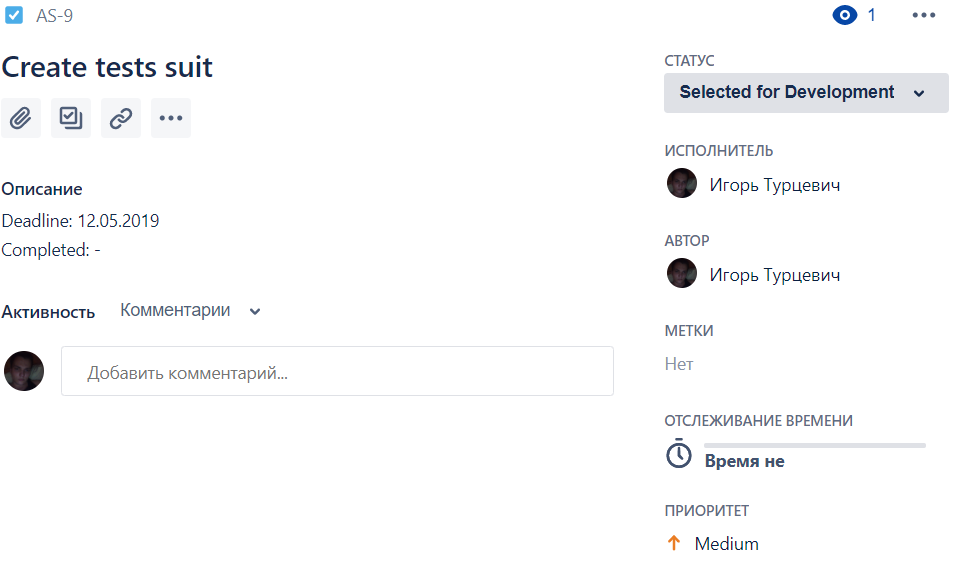 AS-9
1
Create tests suit
Описание
Deadline: 12.05.2019
Completed: -
Активность Комментарии
Добавить комментарий...
СТАТУС
Selected for Development
ИСПОЛНИТЕЛЬ
Игорь Турцевич
АВТОР
Игорь Турцевич
МЕТКИ
Нет
ОТСЛЕЖИВАНИЕ ВРЕМЕНИ
Время не
ПРИОРИТЕТ
Medium